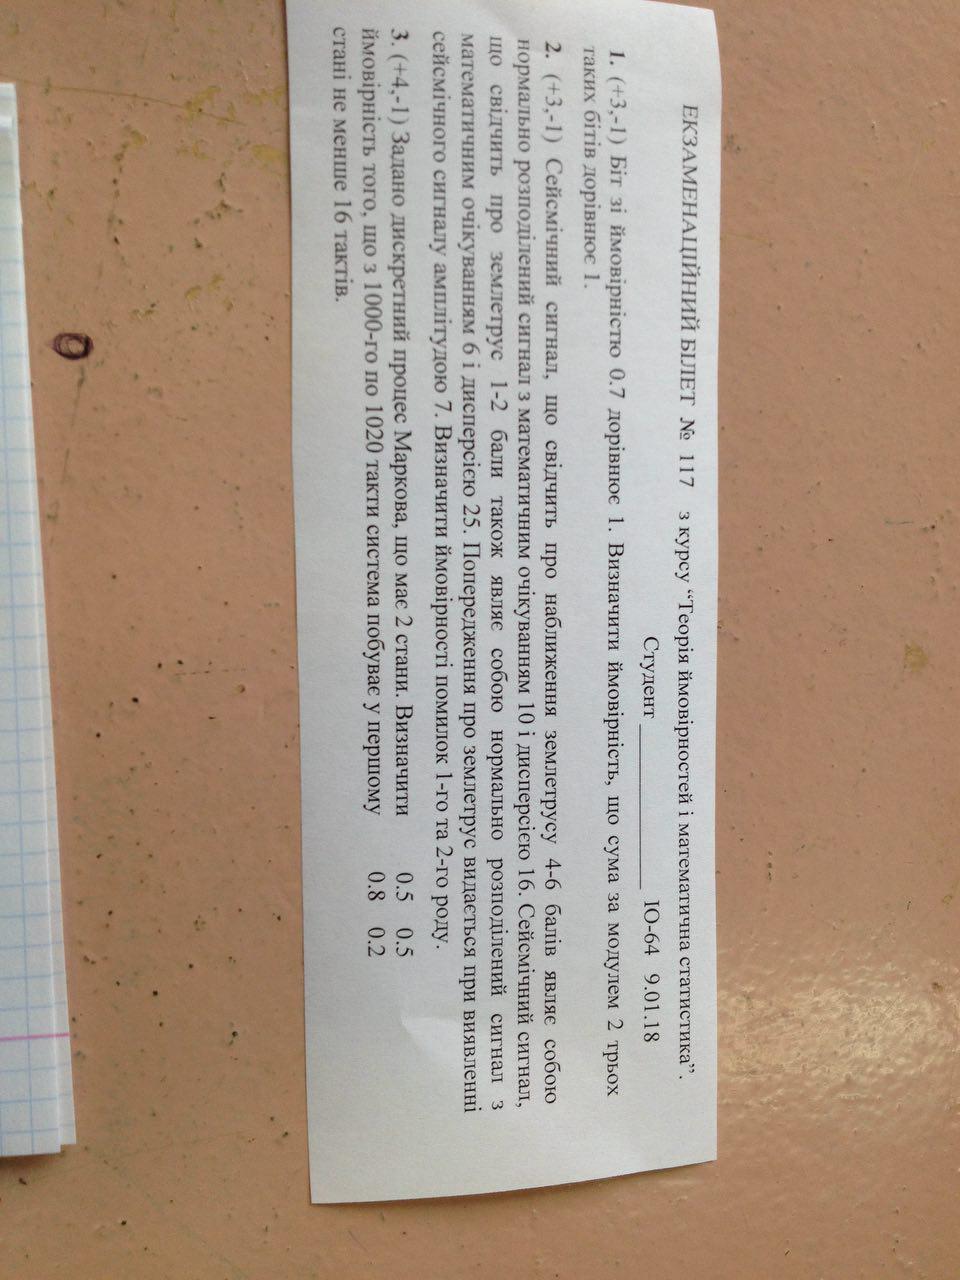 ЕКЗАМЕНАЦІЙНИЙ БІЛЕТ № 117 з курсу “Теорія ймовірностей і математична статистика”.
Студент ____________ ІО-64 9.01.18
1. (+3,-1) Біт зі ймовірністю 0.7 дорівнює 1. Визначити ймовірність, що сума за модулем 2 трьох
таких бітів дорівнює 1.
2. (+3,-1) Сейсмічний сигнал, що свідчить про наближення землетрусу 4-6 балів являє собою
нормально розподілений сигнал з математичним очікуванням 10 і дисперсією 16. Сейсмічний сигнал,
що свідчить про землетрус 1-2 бали також являє собою нормально розподілений сигнал з
математичним очікуванням 6 і дисперсією 25. Попередження про землетрус видається при виявленні
сейсмічного сигналу амплітудою 7. Визначити ймовірності помилок 1-го та 2-го роду.
3. (+4,-1) Задано дискретний процес Маркова, що має 2 стани. Визначити 0.5 0.5
ймовірність того, що з 1000-го по 1020 такти система побуває у першому 0.8 0.2
стані не менше 16 тактів.